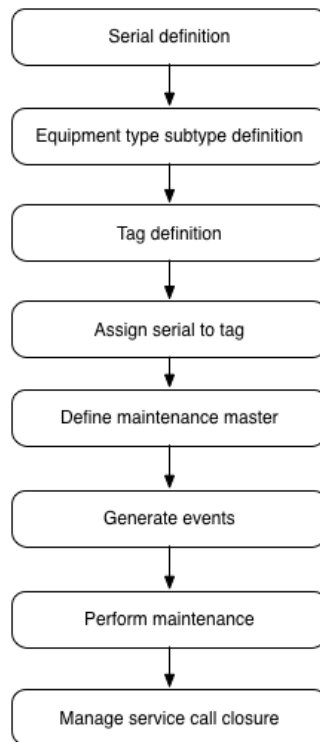 Serial definition
Equipment type subtype definition
Tag definition
Assign serial to tag
Define maintenance master
Generate events
Perform maintenance
Manage service call closure